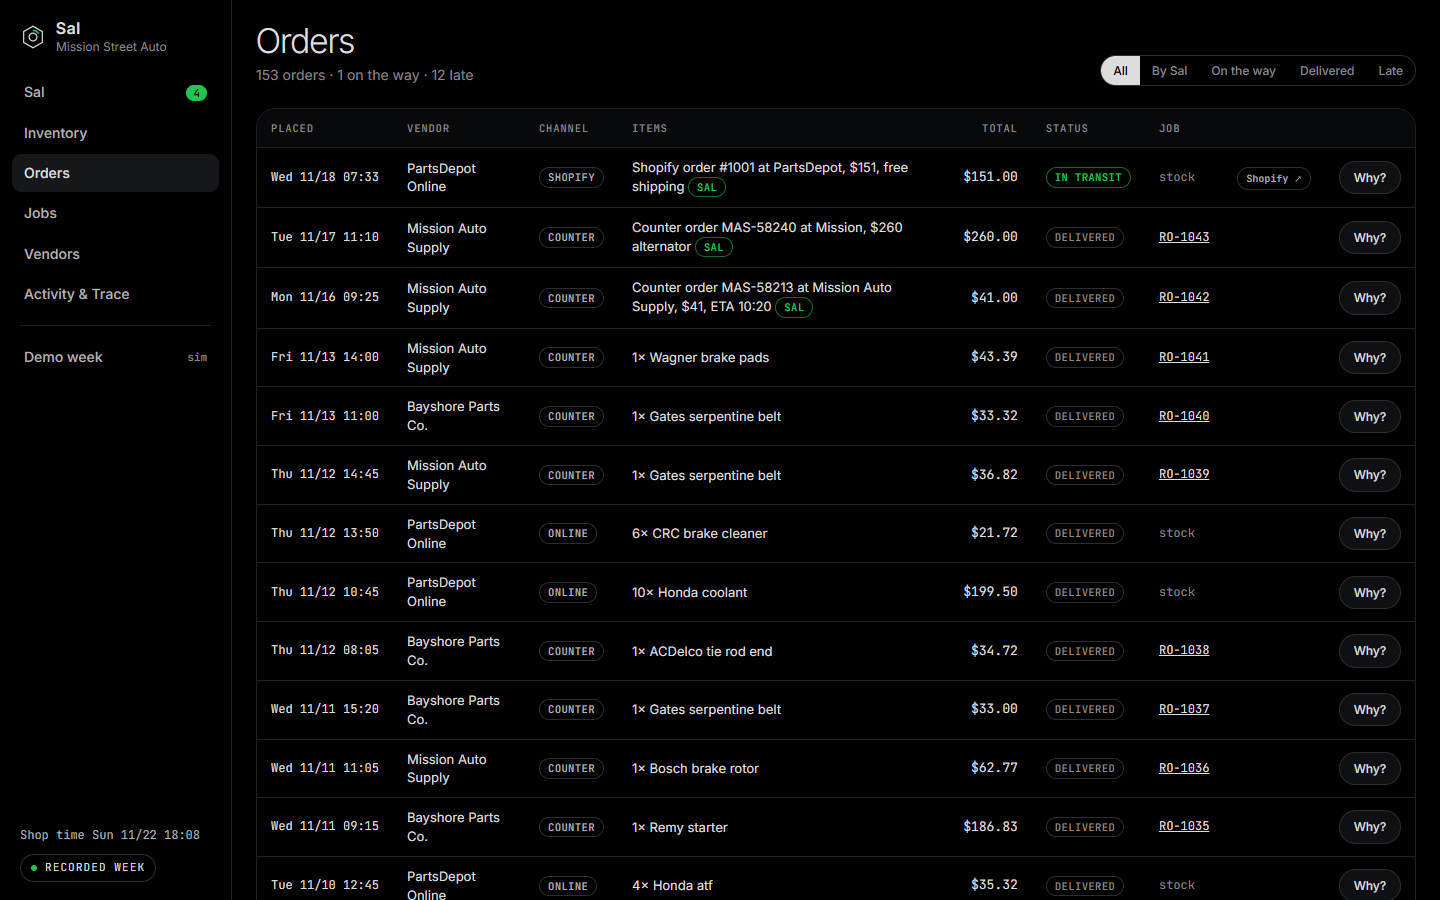 Sal
Mission Street Auto
Sal 4
Inventory
Orders
Jobs
Vendors
Activity & Trace
Demo week sim
Shop time Sun 11/22 18:08
RECORDED WEEK
Orders
153 orders · 1 on the way · 12 late
All By Sal On the way Delivered Late
PLACED VENDOR CHANNEL ITEMS TOTAL STATUS JOB
Wed 11/18 07:33 PartsDepot Online SHOPIFY Shopify order #1001 at PartsDepot, $151, free shipping SAL $151.00 IN TRANSIT stock Shopify ↗ Why?
Tue 11/17 11:10 Mission Auto Supply COUNTER Counter order MAS-58240 at Mission, $260 alternator SAL $260.00 DELIVERED RO-1043 Why?
Mon 11/16 09:25 Mission Auto Supply COUNTER Counter order MAS-58213 at Mission Auto Supply, $41, ETA 10:20 SAL $41.00 DELIVERED RO-1042 Why?
Fri 11/13 14:00 Mission Auto Supply COUNTER 1× Wagner brake pads $43.39 DELIVERED RO-1041 Why?
Fri 11/13 11:00 Bayshore Parts Co. COUNTER 1× Gates serpentine belt $33.32 DELIVERED RO-1040 Why?
Thu 11/12 14:45 Mission Auto Supply COUNTER 1× Gates serpentine belt $36.82 DELIVERED RO-1039 Why?
Thu 11/12 13:50 PartsDepot Online ONLINE 6× CRC brake cleaner $21.72 DELIVERED stock Why?
Thu 11/12 10:45 PartsDepot Online ONLINE 10× Honda coolant $199.50 DELIVERED stock Why?
Thu 11/12 08:05 Bayshore Parts Co. COUNTER 1× ACDelco tie rod end $34.72 DELIVERED RO-1038 Why?
Wed 11/11 15:20 Bayshore Parts Co. COUNTER 1× Gates serpentine belt $33.00 DELIVERED RO-1037 Why?
Wed 11/11 11:05 Mission Auto Supply COUNTER 1× Bosch brake rotor $62.77 DELIVERED RO-1036 Why?
Wed 11/11 09:15 Bayshore Parts Co. COUNTER 1× Remy starter $186.83 DELIVERED RO-1035 Why?
Tue 11/10 12:45 PartsDepot Online ONLINE 4× Honda atf $35.32 DELIVERED stock Why?